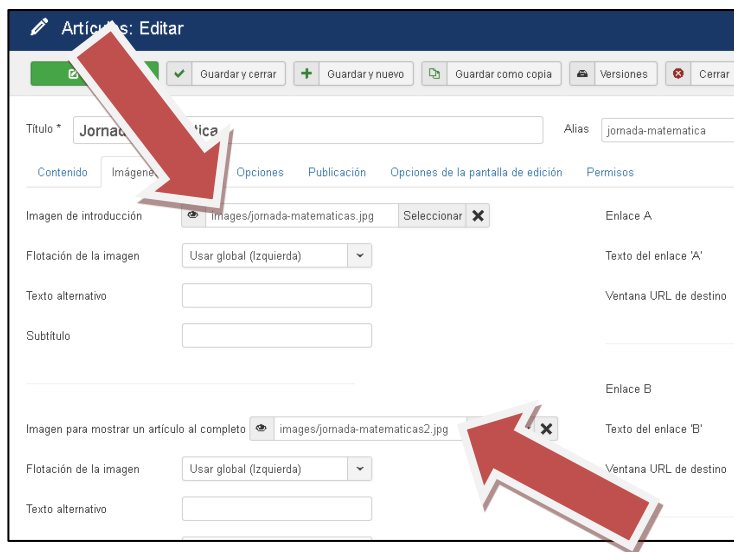 Artículos: Editar
Guardar y cerrar
Guardar y nuevo
Guardar como copia
Versiones
Cerrar
Título *
Alias
jornada-matematica
Contenido
Opciones
Publicación
Opciones de la pantalla de edición
Permisos
Imagen de introducción
images/jornada-matematicas.jpg
Seleccionar
Enlace A
Flotación de la imagen
Usar global (Izquierda)
Texto del enlace 'A'
Texto alternativo
Ventana URL de destino
Subtítulo
Enlace B
Imagen para mostrar un artículo al completo
images/jornada-matematicas2.jpg
Texto del enlace 'B'
Flotación de la imagen
Usar global (Izquierda)
Ventana URL de destino
Texto alternativo